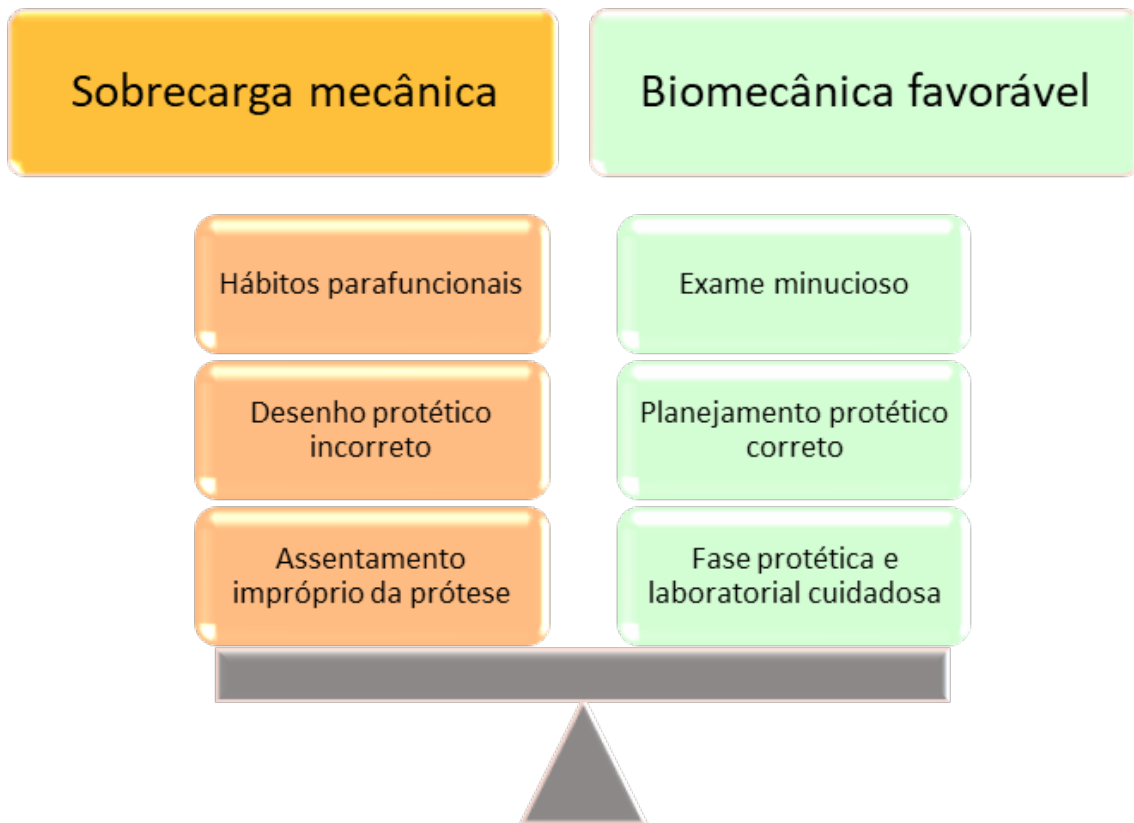 Sobrecarga mecânica
Biomecânica favorável
Hábitos parafuncionais
Exame minucioso
Desenho protético
incorreto
Planejamento protético
correto
Assentamento
impróprio da prótese
Fase protética e
laboratorial cuidadosa